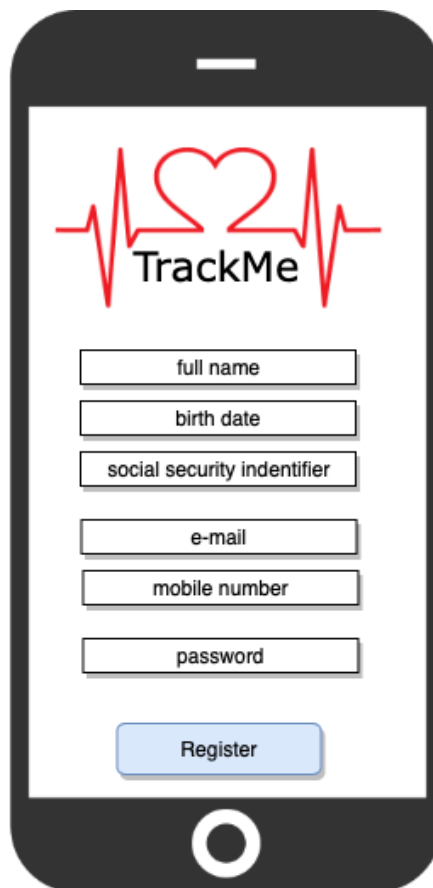 TrackMe
full name
birth date
social security indentifier
e-mail
mobile number
password
Register